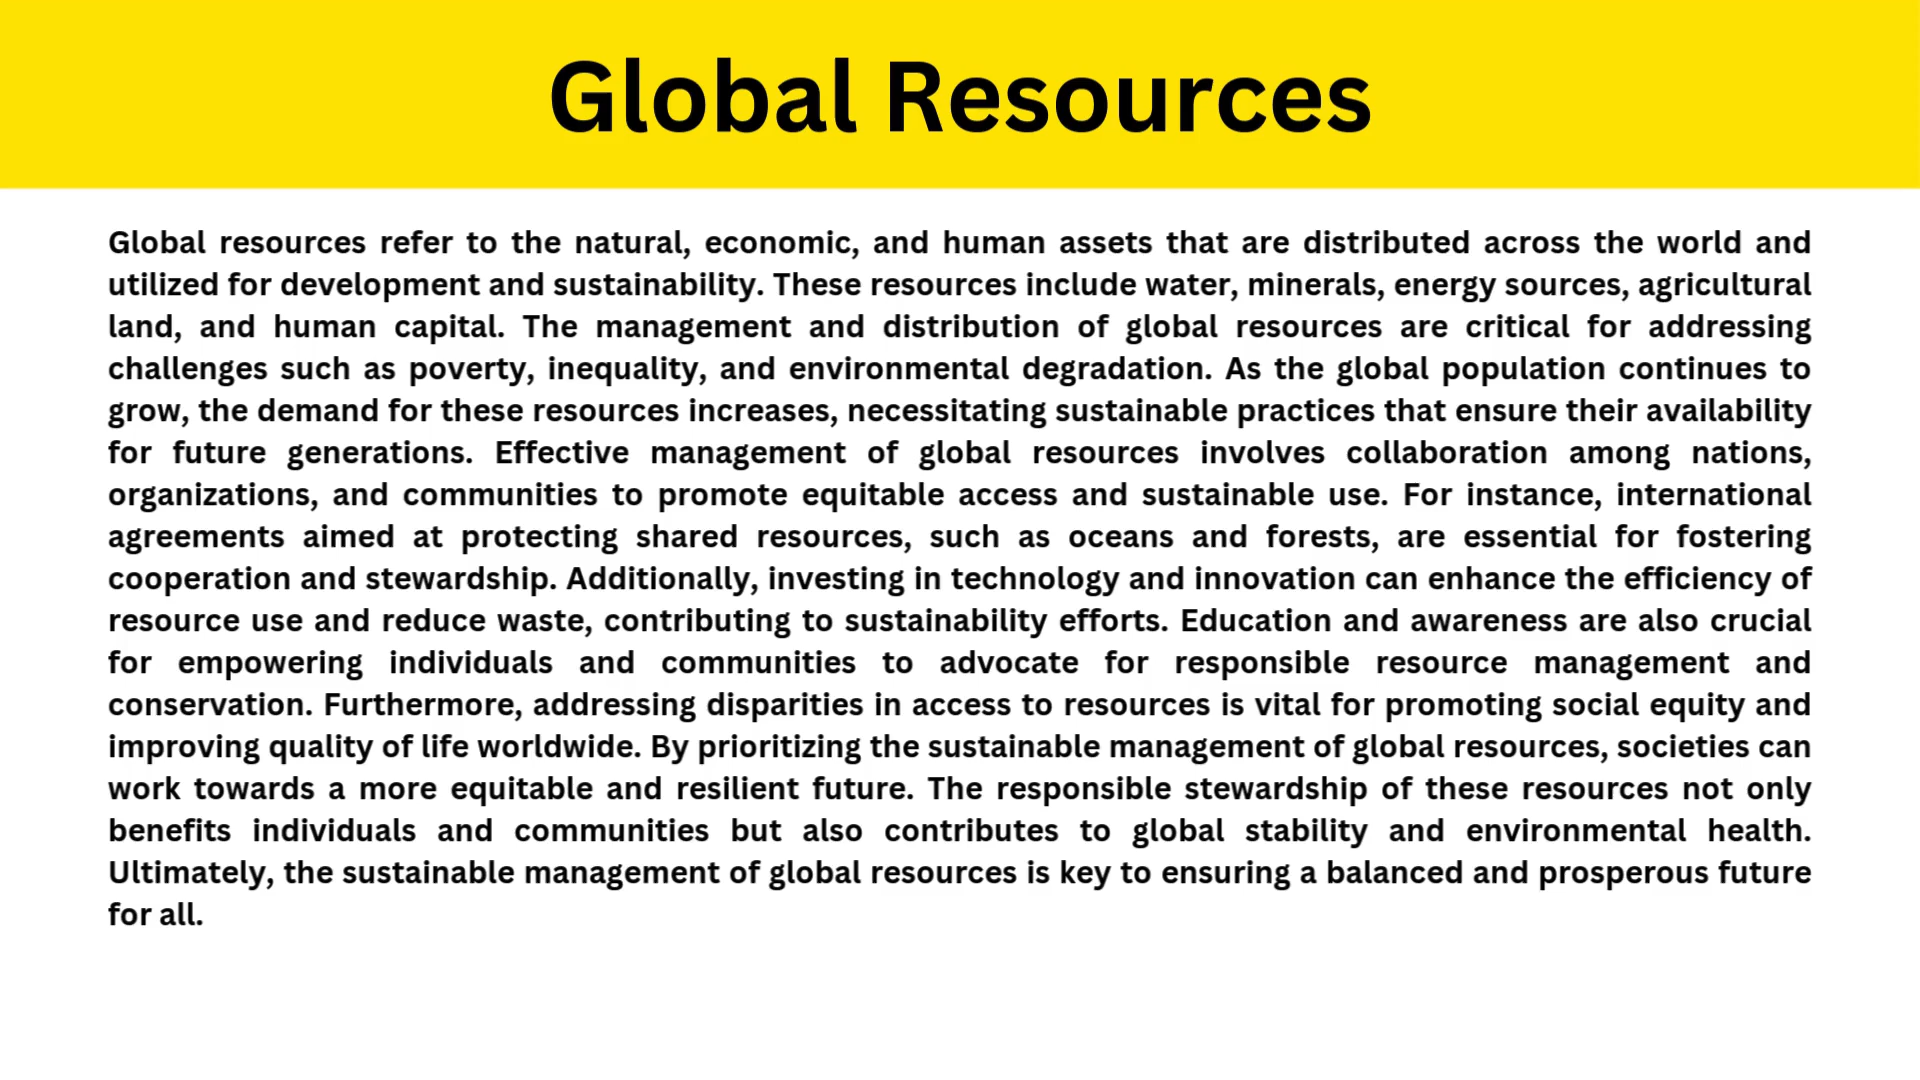 Global Resources
Global resources refer to the natural, economic, and human assets that are distributed across the world and
utilized for development and sustainability. These resources include water, minerals, energy sources, agricultural
land, and human capital. The management and distribution of global resources are critical for addressing
challenges such as poverty, inequality, and environmental degradation. As the global population continues to
grow, the demand for these resources increases, necessitating sustainable practices that ensure their availability
for future generations. Effective management of global resources involves collaboration among nations,
organizations, and communities to promote equitable access and sustainable use. For instance, international
agreements aimed at protecting shared resources, such as oceans and forests, are essential for fostering
cooperation and stewardship. Additionally, investing in technology and innovation can enhance the efficiency of
resource use and reduce waste, contributing to sustainability efforts. Education and awareness are also crucial
for empowering individuals and communities to advocate for responsible resource management and
conservation. Furthermore, addressing disparities in access to resources is vital for promoting social equity and
improving quality of life worldwide. By prioritizing the sustainable management of global resources, societies can
work towards a more equitable and resilient future. The responsible stewardship of these resources not only
benefits individuals and communities but also contributes to global stability and environmental health.
Ultimately, the sustainable management of global resources is key to ensuring a balanced and prosperous future
for all.